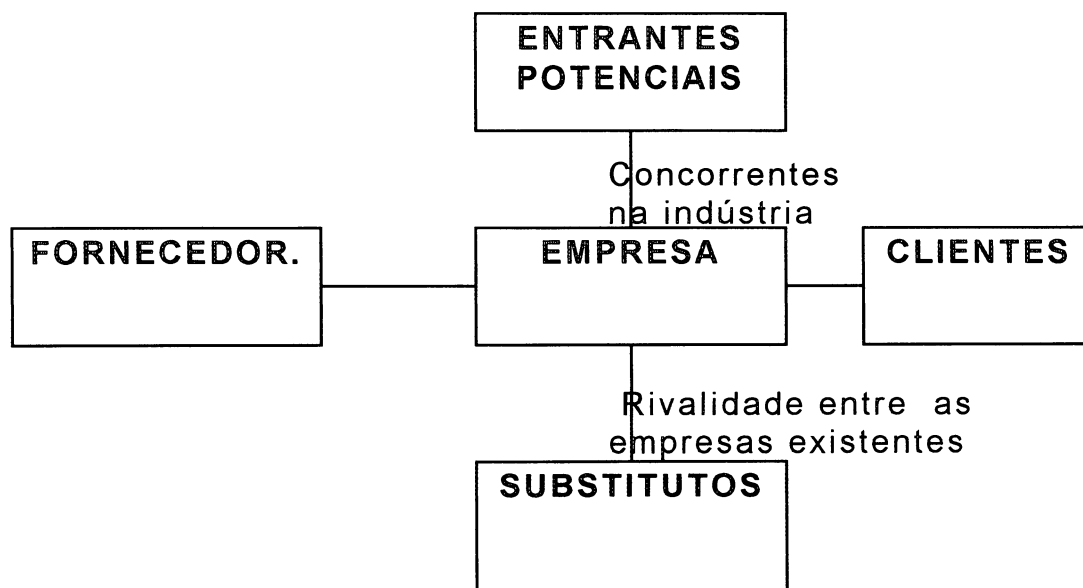 ENTRANTES
POTENCIAIS
Concorrentes
na indústria
FORNECEDOR.
EMPRESA
CLIENTES
Rivalidade entre as
empresas existentes
SUBSTITUTOS